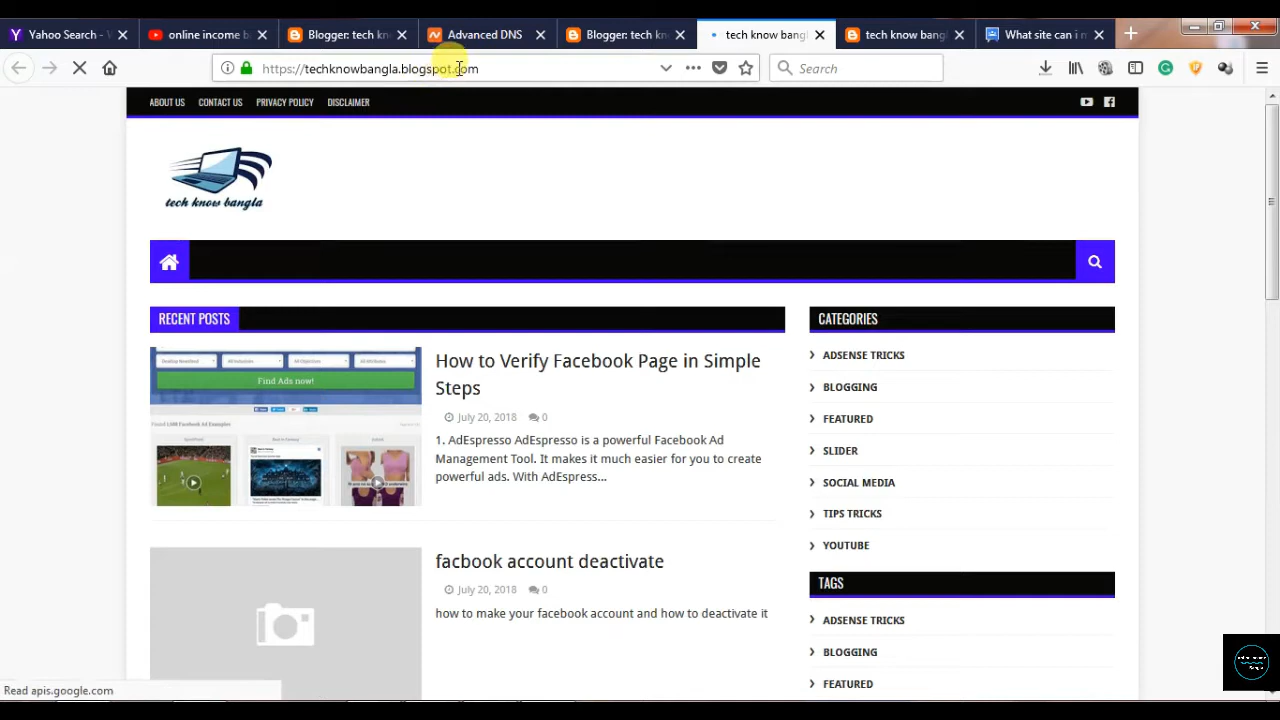 Yahoo Search - 
online income b
Blogger: tech kn
Advanced DNS
Blogger: tech kn
tech know bangl
tech know bang
What site can i m
https://techknowbangla.blogspot.com
Search
ABOUT US
CONTACT US
PRIVACY POLICY
DISCLAIMER
tech know bangla
RECENT POSTS
Find Ads now!
How to Verify Facebook Page in Simple
Steps
July 20, 2018
0
1. AdEspresso AdEspresso is a powerful Facebook Ad
Management Tool. It makes it much easier for you to create
powerful ads. With AdEspress...
facbook account deactivate
July 20, 2018
0
how to make your facebook account and how to deactivate it
CATEGORIES
ADSENSE TRICKS
BLOGGING
FEATURED
SLIDER
SOCIAL MEDIA
TIPS TRICKS
YOUTUBE
TAGS
ADSENSE TRICKS
BLOGGING
FEATURED
Read apis.google.com